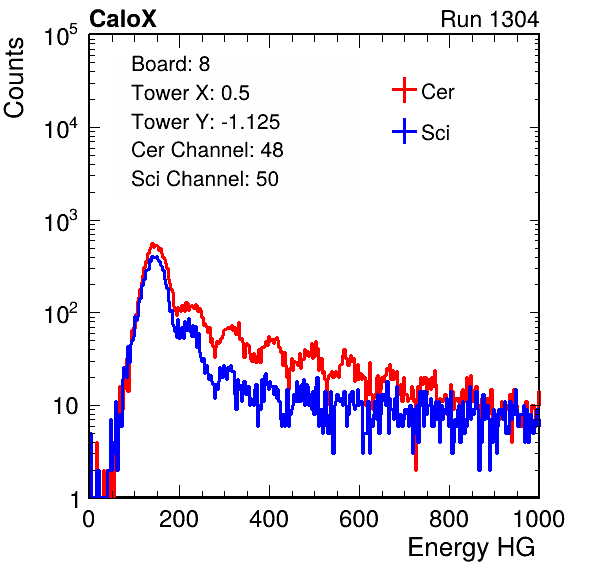 CaloX Run 1304
Counts
10^5
10^4
10^3
10^2
10
1
Board: 8
Tower X: 0.5
Tower Y: -1.125
Cer Channel: 48
Sci Channel: 50
Cer
Sci
0 200 400 600 800 1000
Energy HG